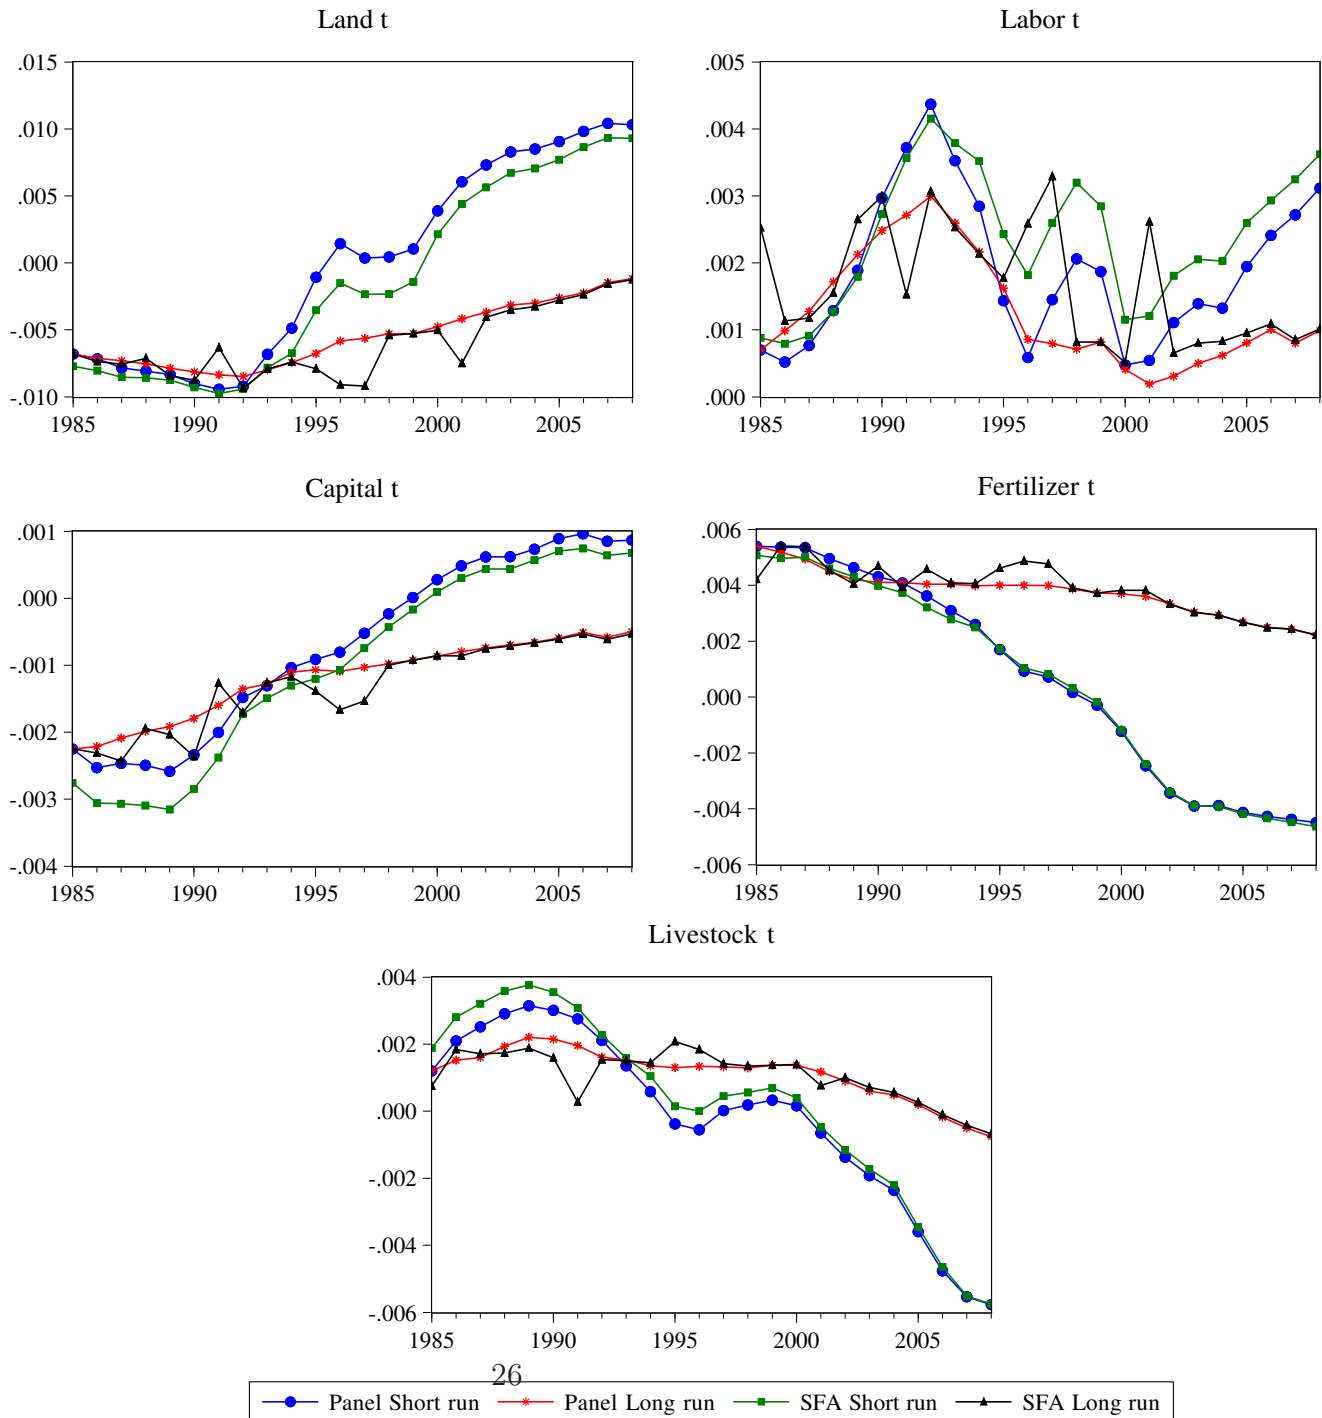 Land t
.015
.010
.005
.000
-.005
-.010
1985 1990 1995 2000 2005
Labor t
.005
.004
.003
.002
.001
.000
1985 1990 1995 2000 2005
Capital t
.001
.000
-.001
-.002
-.003
-.004
1985 1990 1995 2000 2005
Fertilizer t
.006
.004
.002
.000
-.002
-.004
-.006
1985 1990 1995 2000 2005
Livestock t
.004
.002
.000
-.002
-.004
-.006
1985 1990 1995 2000 2005
26
Panel Short run Panel Long run SFA Short run SFA Long run